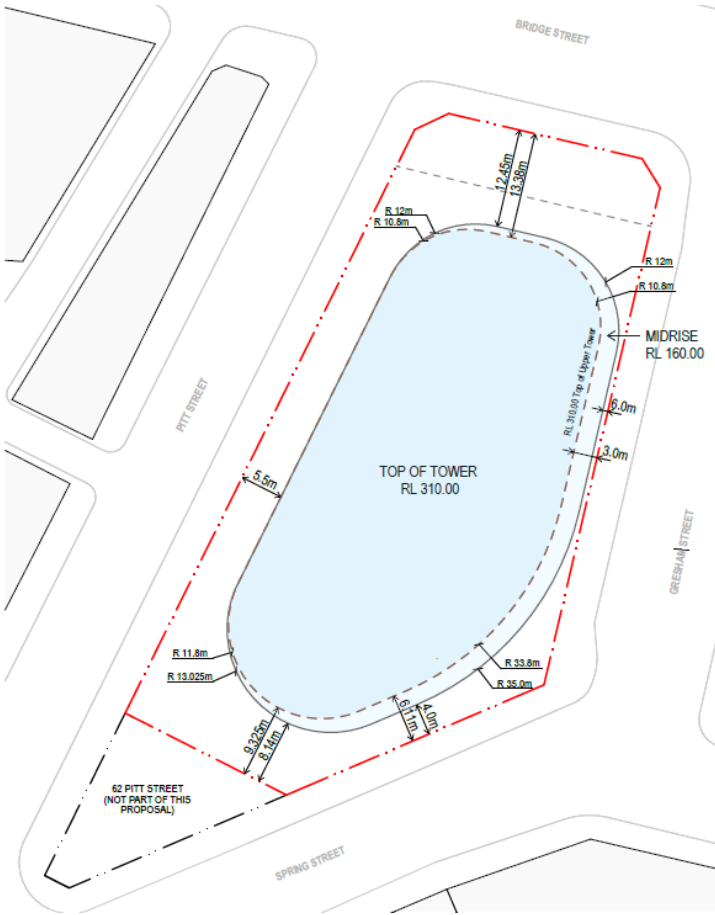 BRIDGE STREET
12.45m
13.38m
R 12m
R 10.8m
R 12m
R 10.8m
MIDRISE
RL 160.00
RL 310.00 Top of Upper Tower
PITT STREET
6.0m
3.0m
TOP OF TOWER
RL 310.00
5.5m
GRESHAM STREET
R 11.8m
R 13.025m
R 33.8m
R 35.0m
6.11m
4.0m
9.325m
8.14m
62 PITT STREET
(NOT PART OF THIS
PROPOSAL)
SPRING STREET